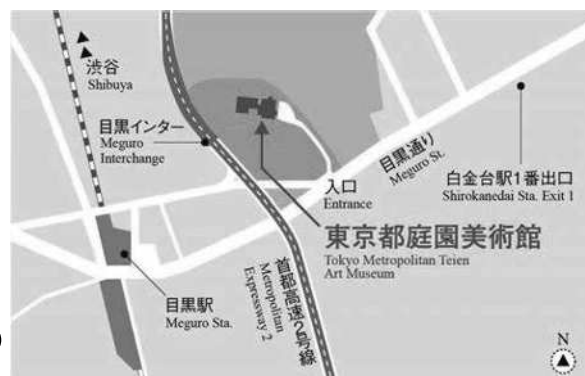 渋谷
Shibuya
目黒インター
Meguro
Interchange
目黒通り
Meguro St.
白金台駅1番出口
Shirokanedai Sta. Exit 1
入口
Entrance
東京都庭園美術館
Tokyo Metropolitan Teien
Art Museum
首都高速2号線
Metropolitan
Expressway 2
目黒駅
Meguro Sta.
N